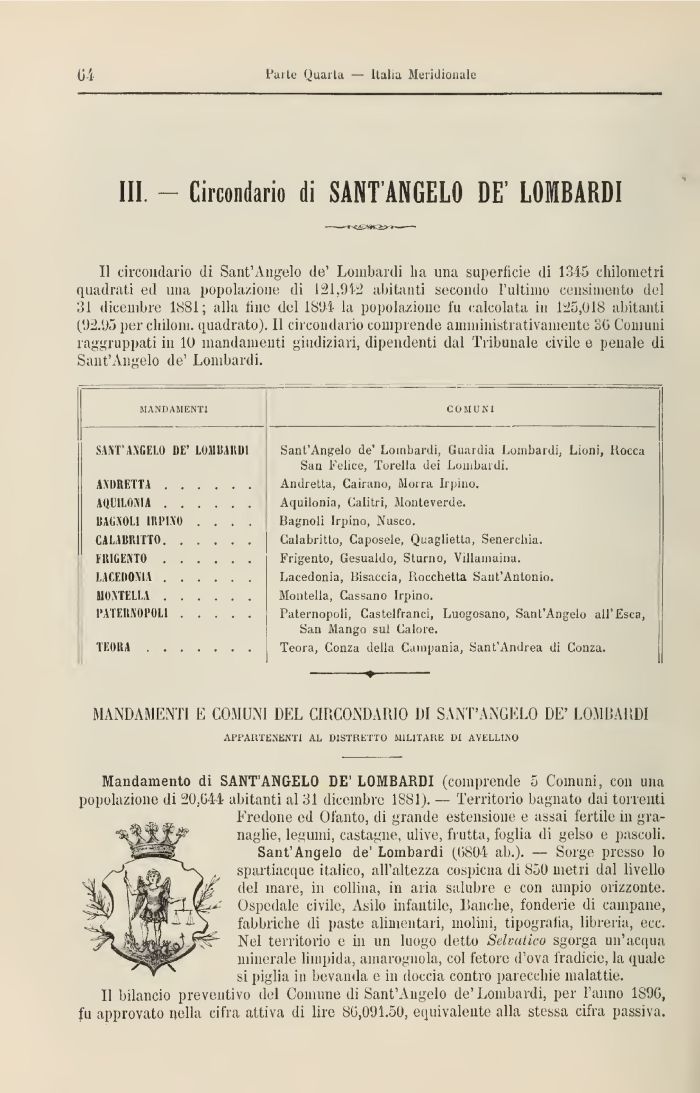 64
Parte Quarta — Italia Meridionale
III. — Circondario di SANT'ANGELO DE' LOMBARDI
Il circondario di Sant'Angelo de' Lombardi ha una superficie di 1345 chilometri
quadrati ed una popolazione di 121,942 abitanti secondo l'ultimo censimento del
31 dicembre 1881; alla fine del 1894 la popolazione fu calcolata in 125,018 abitanti
(92.95 per chilom. quadrato). Il circondario comprende amministrativamente 36 Comuni
raggruppati in 10 mandamenti giudiziari, dipendenti dal Tribunale civile e penale di
Sant'Angelo de' Lombardi.
MANDAMENTI COMUNI
SANT'ANGELO DE' LOMBARDI Sant'Angelo de' Lombardi, Guardia Lombardi, Lioni, Rocca
San Felice, Torella dei Lombardi.
ANDRETTA . . . . . . Andretta, Cairano, Morra Irpino.
AQUILONIA . . . . . . Aquilonia, Calitri, Monteverde.
BAGNOLI IRPINO . . . . Bagnoli Irpino, Nusco.
CALABRITTO. . . . . . Calabritto, Caposele, Quaglietta, Senerchia.
FRIGENTO . . . . . . Frigento, Gesualdo, Sturno, Villamaina.
LACEDONIA . . . . . . Lacedonia, Bisaccia, Rocchetta Sant'Antonio.
MONTELLA . . . . . . Montella, Cassano Irpino.
PATERNOPOLI . . . . . Paternopoli, Castelfranci, Luogosano, Sant'Angelo all'Esca,
San Mango sul Calore.
TEORA . . . . . . . Teora, Conza della Campania, Sant'Andrea di Conza.
MANDAMENTI E COMUNI DEL CIRCONDARIO DI SANT'ANGELO DE' LOMBARDI
APPARTENENTI AL DISTRETTO MILITARE DI AVELLINO
Mandamento di SANT'ANGELO DE' LOMBARDI (comprende 5 Comuni, con una
popolazione di 20,644 abitanti al 31 dicembre 1881). — Territorio bagnato dai torrenti
Fredone ed Ofanto, di grande estensione e assai fertile in gra-
naglie, legumi, castagne, ulive, frutta, foglia di gelso e pascoli.
Sant'Angelo de' Lombardi (6804 ab.). — Sorge presso lo
spartiacque italico, all'altezza cospicua di 850 metri dal livello
del mare, in collina, in aria salubre e con ampio orizzonte.
Ospedale civile, Asilo infantile, Banche, fonderie di campane,
fabbriche di paste alimentari, molini, tipografia, libreria, ecc.
Nel territorio e in un luogo detto Selvatico sgorga un'acqua
minerale limpida, amarognola, col fetore d'ova fradicie, la quale
si piglia in bevanda e in doccia contro parecchie malattie.
Il bilancio preventivo del Comune di Sant'Angelo de' Lombardi, per l'anno 1896,
fu approvato nella cifra attiva di lire 86,091.50, equivalente alla stessa cifra passiva.